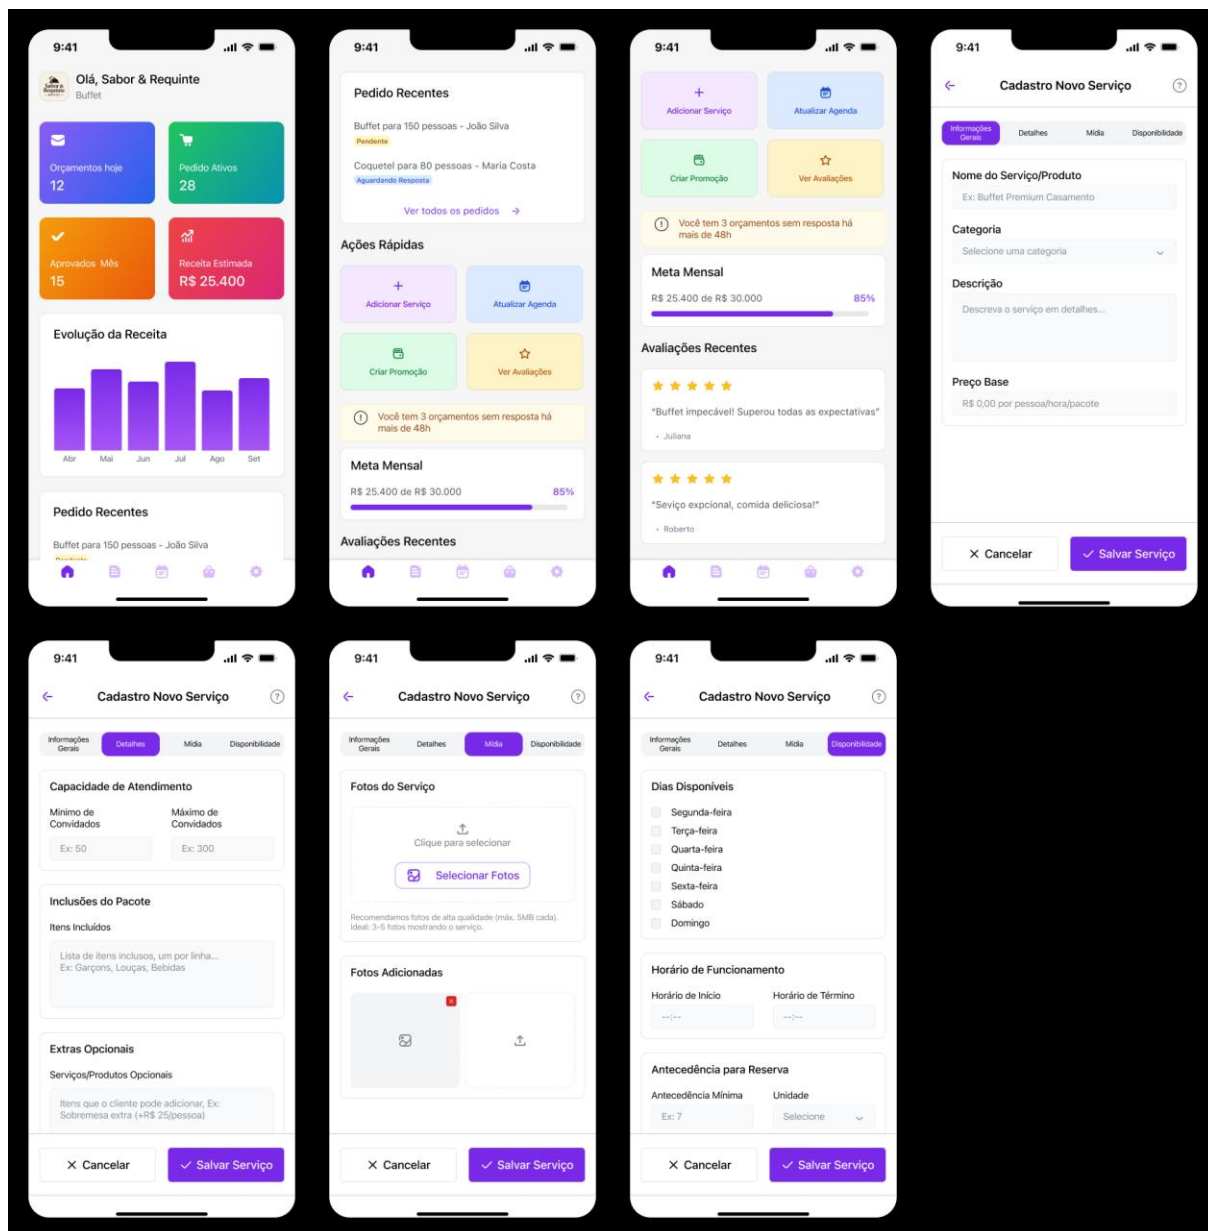 9:41
Olá, Sabor & Requinte
Buffet
Orçamentos hoje
12
Pedido Ativos
28
Aprovados Mês
15
Receita Estimada
R$ 25.400
Evolução da Receita
Abr Mai Jun Jul Ago Set
Pedido Recentes
Buffet para 150 pessoas - João Silva
Pendente
9:41
Pedido Recentes
Buffet para 150 pessoas - João Silva
Pendente
Coquetel para 80 pessoas - Maria Costa
Aguardando Resposta
Ver todos os pedidos →
Ações Rápidas
Adicionar Serviço
Atualizar Agenda
Criar Promoção
Ver Avaliações
Você tem 3 orçamentos sem resposta há
mais de 48h
Meta Mensal
R$ 25.400 de R$ 30.000 85%
Avaliações Recentes
9:41
Adicionar Serviço
Atualizar Agenda
Criar Promoção
Ver Avaliações
Você tem 3 orçamentos sem resposta há
mais de 48h
Meta Mensal
R$ 25.400 de R$ 30.000 85%
Avaliações Recentes
“Buffet impecável! Superou todas as expectativas”
- Juliana
“Seviço expcional, comida deliciosa!”
- Roberto
9:41
Cadastro Novo Serviço ?
Informações
Gerais
Detalhes
Mídia
Disponibilidade
Nome do Serviço/Produto
Ex: Buffet Premium Casamento
Categoria
Selecione uma categoria
Descrição
Descreva o serviço em detalhes...
Preço Base
R$ 0,00 por pessoa/hora/pacote
Cancelar
Salvar Serviço
9:41
Cadastro Novo Serviço ?
Informações
Gerais
Detalhes
Mídia
Disponibilidade
Capacidade de Atendimento
Mínimo de
Convidados
Ex: 50
Máximo de
Convidados
Ex: 300
Inclusões do Pacote
Itens Incluídos
Lista de itens inclusos, um por linha...
Ex: Garçons, Louças, Bebidas
Extras Opcionais
Serviços/Produtos Opcionais
Itens que o cliente pode adicionar, Ex:
Sobremesa extra (+R$ 25/pessoa)
Cancelar
Salvar Serviço
9:41
Cadastro Novo Serviço ?
Informações
Gerais
Detalhes
Mídia
Disponibilidade
Fotos do Serviço
Clique para selecionar
Selecionar Fotos
Recomendamos fotos de alta qualidade (máx. 5MB cada).
Ideal: 3-5 fotos mostrando o serviço.
Fotos Adicionadas
Cancelar
Salvar Serviço
9:41
Cadastro Novo Serviço ?
Informações
Gerais
Detalhes
Mídia
Disponibilidade
Dias Disponíveis
Segunda-feira
Terça-feira
Quarta-feira
Quinta-feira
Sexta-feira
Sábado
Domingo
Horário de Funcionamento
Horário de Início
--:--
Horário de Término
--:--
Antecedência para Reserva
Antecedência Mínima
Ex: 7
Unidade
Selecione
Cancelar
Salvar Serviço